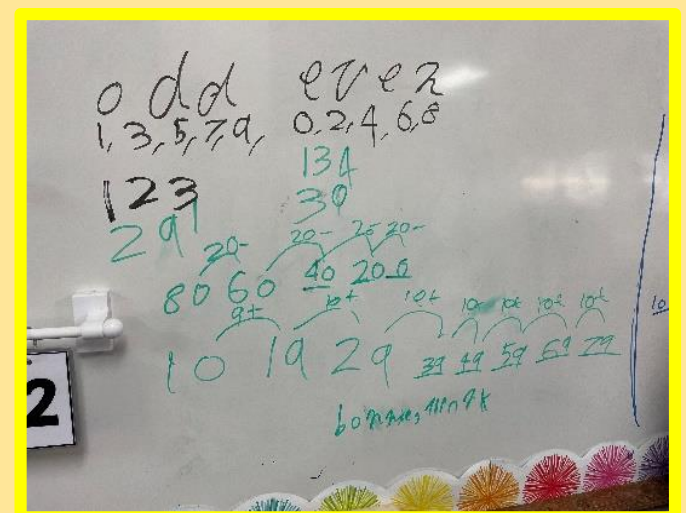 odd even
1, 3, 5, 7, 9, 0, 2, 4, 6, 8
134
123
30
291
20- 20- 20- 20-
80 60 40 20 0
9+ 10+ 10+ 10+ 10+ 10+ 10+
10 19 29 39 49 59 69 79
10
2